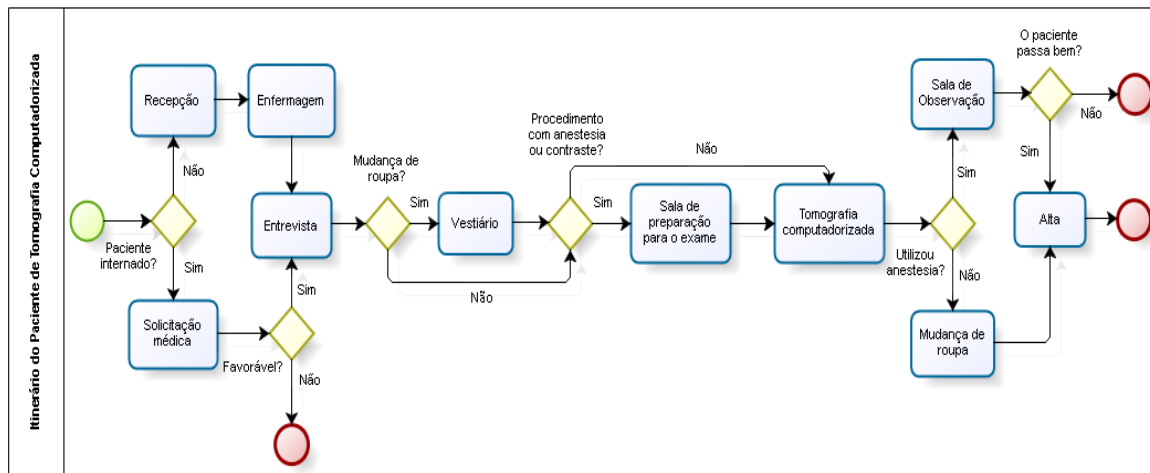 Itinerário do Paciente de Tomografia Computadorizada
Recepção
Enfermagem
Não
Paciente
internado?
Sim
Solicitação
médica
Favorável?
Entrevista
Sim
Não
Mudança de
roupa?
Sim
Não
Vestiário
Procedimento
com anestesia
ou contraste?
Não
Sim
Sala de
preparação
para o exame
Tomografia
computadorizada
Utilizou
anestesia?
Sim
Não
Sala de
Observação
O paciente
passa bem?
Não
Sim
Alta
Mudança de
roupa